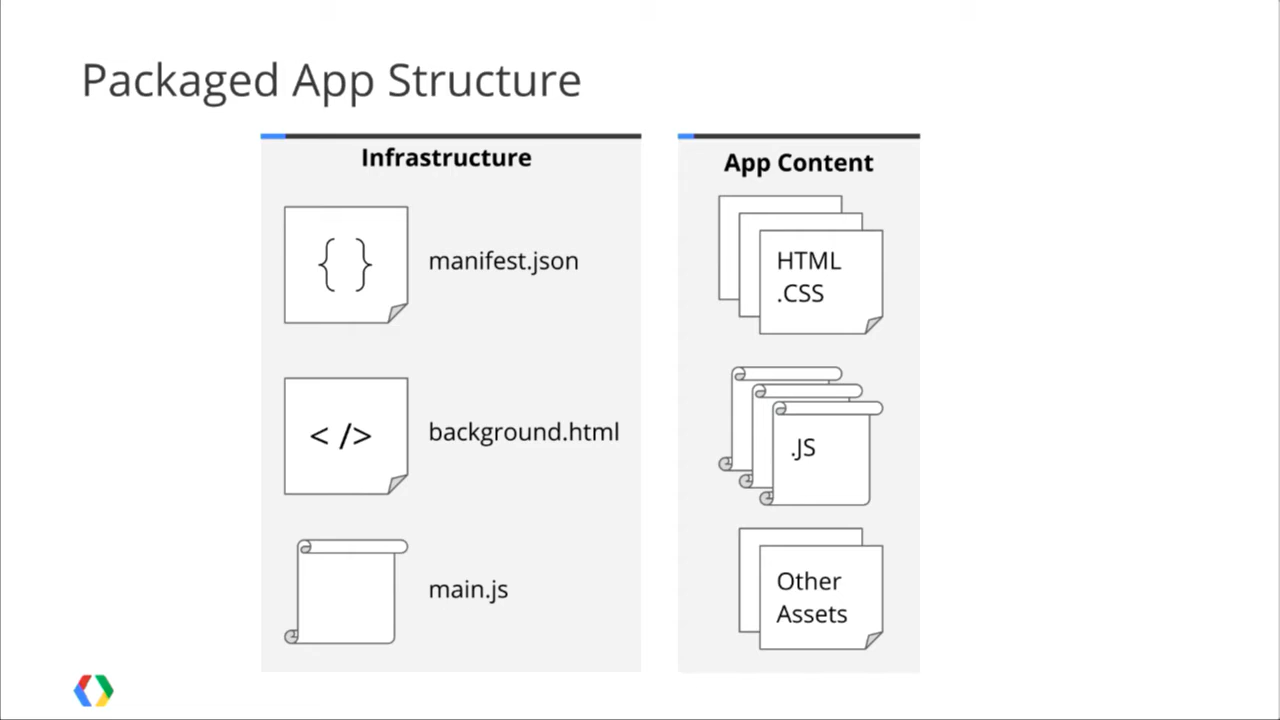 Packaged App Structure
Infrastructure
{ }
manifest.json
< />
background.html
main.js
App Content
HTML
.CSS
.JS
Other
Assets